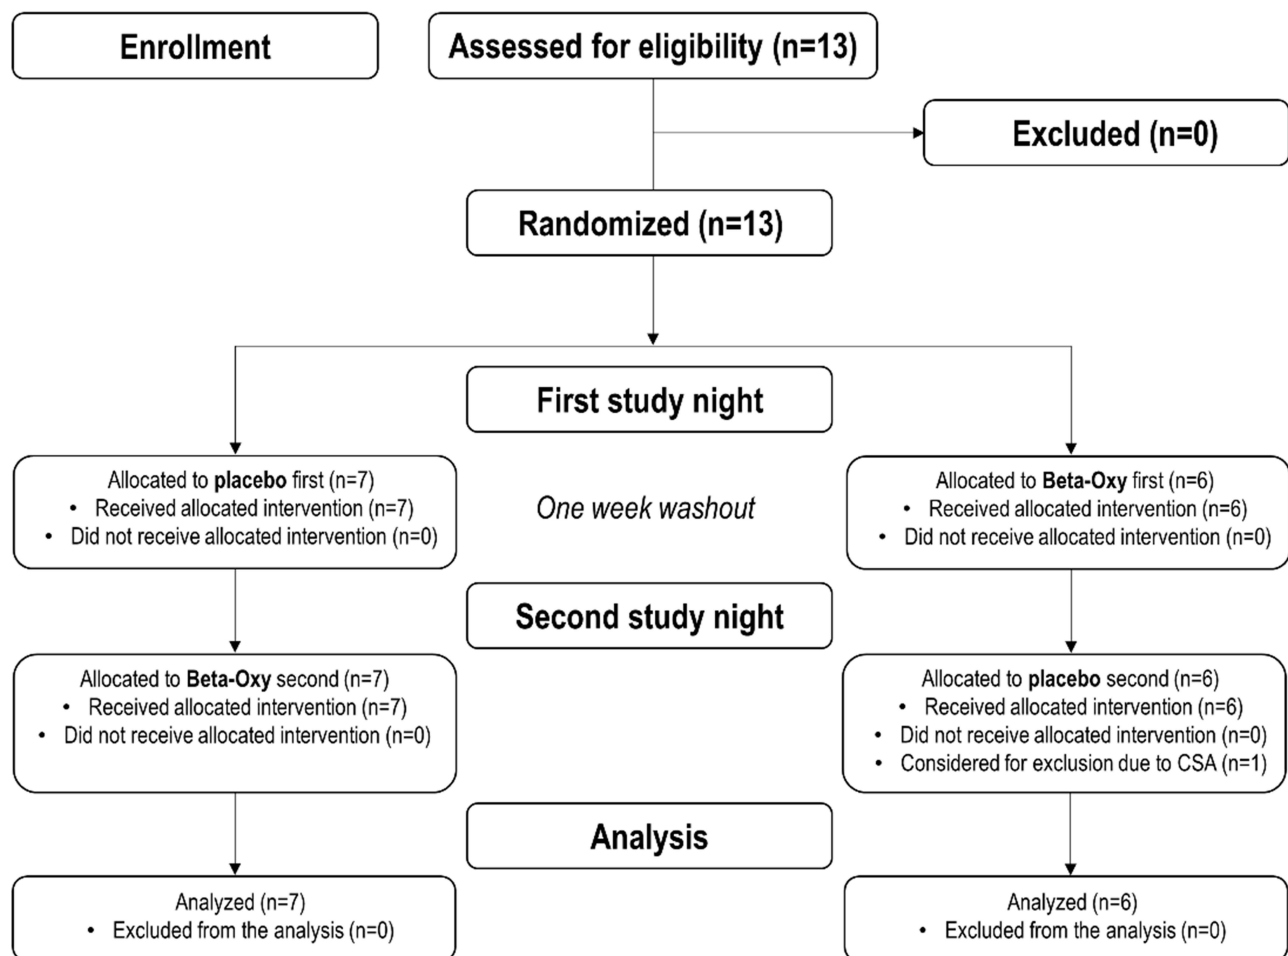 Enrollment
Assessed for eligibility (n=13)
Excluded (n=0)
Randomized (n=13)
First study night
Allocated to placebo first (n=7)
• Received allocated intervention (n=7)
• Did not receive allocated intervention (n=0)
One week washout
Allocated to Beta-Oxy first (n=6)
• Received allocated intervention (n=6)
• Did not receive allocated intervention (n=0)
Second study night
Allocated to Beta-Oxy second (n=7)
• Received allocated intervention (n=7)
• Did not receive allocated intervention (n=0)
Allocated to placebo second (n=6)
• Received allocated intervention (n=6)
• Did not receive allocated intervention (n=0)
• Considered for exclusion due to CSA (n=1)
Analysis
Analyzed (n=7)
• Excluded from the analysis (n=0)
Analyzed (n=6)
• Excluded from the analysis (n=0)